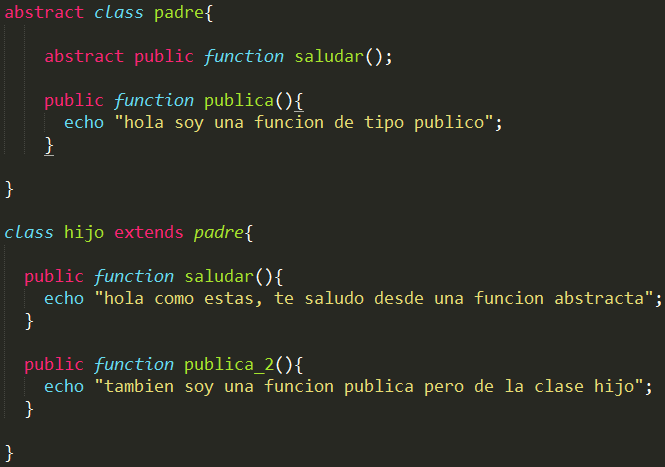 abstract class padre{
abstract public function saludar();
public function publica(){
echo "hola soy una funcion de tipo publico";
}
}
class hijo extends padre{
public function saludar(){
echo "hola como estas, te saludo desde una funcion abstracta";
}
public function publica_2(){
echo "tambien soy una funcion publica pero de la clase hijo";
}
}